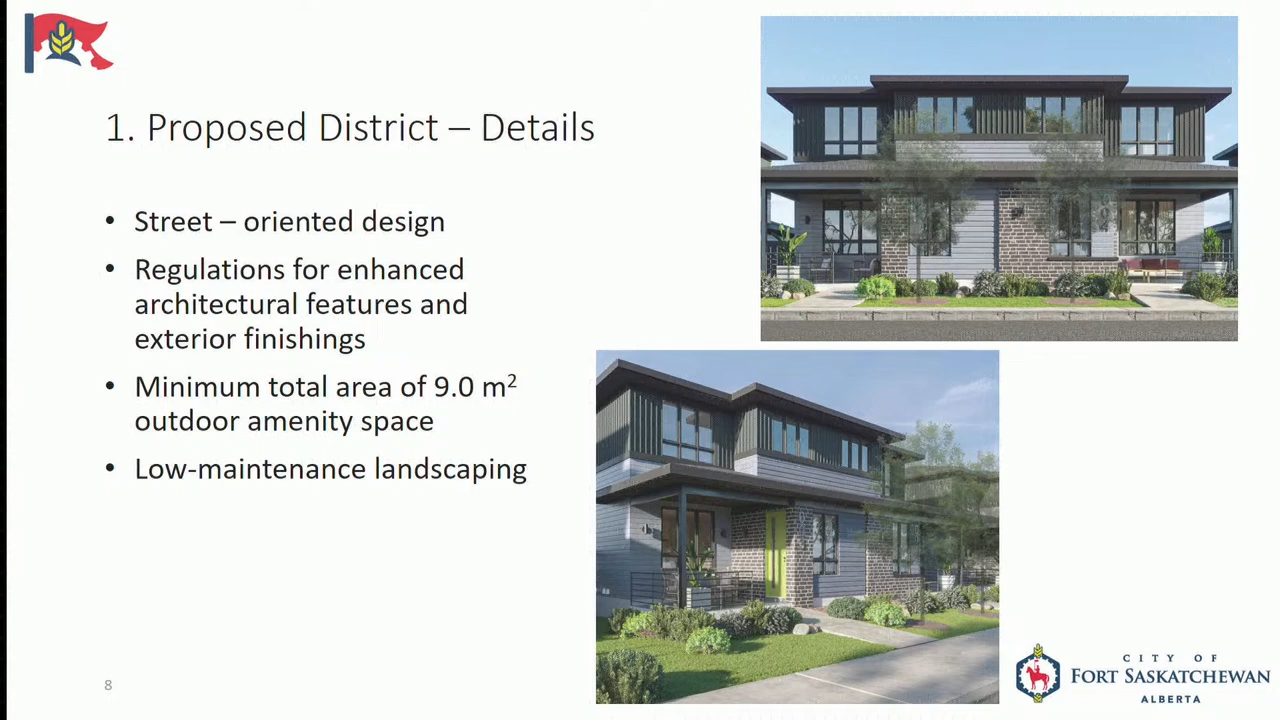 1. Proposed District – Details
• Street – oriented design
• Regulations for enhanced
architectural features and
exterior finishings
• Minimum total area of 9.0 m²
outdoor amenity space
• Low-maintenance landscaping
8
CITY OF
FORT SASKATCHEWAN
ALBERTA